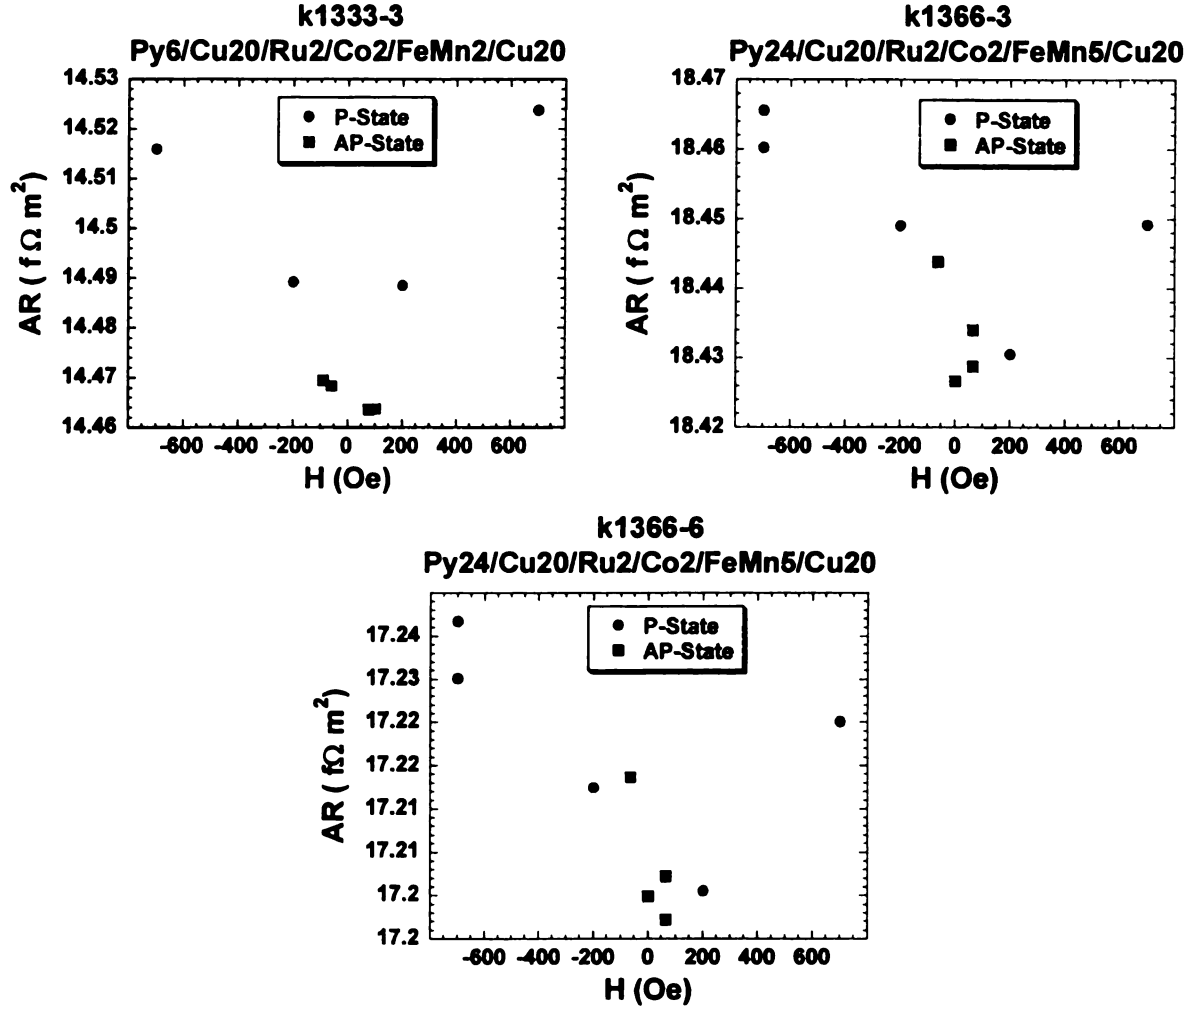 k1333-3
Py6/Cu20/Ru2/Co2/FeMn2/Cu20
14.53
14.52
14.51
14.5
14.49
14.48
14.47
14.46
AR ( f Ω m²)
P-State
AP-State
-600 -400 -200 0 200 400 600
H (Oe)
k1366-3
Py24/Cu20/Ru2/Co2/FeMn5/Cu20
18.47
18.46
18.45
18.44
18.43
18.42
AR ( f Ω m²)
P-State
AP-State
-600 -400 -200 0 200 400 600
H (Oe)
k1366-6
Py24/Cu20/Ru2/Co2/FeMn5/Cu20
17.24
17.23
17.22
17.22
17.21
17.21
17.2
17.2
AR ( fΩ m²)
P-State
AP-State
-600 -400 -200 0 200 400 600
H (Oe)